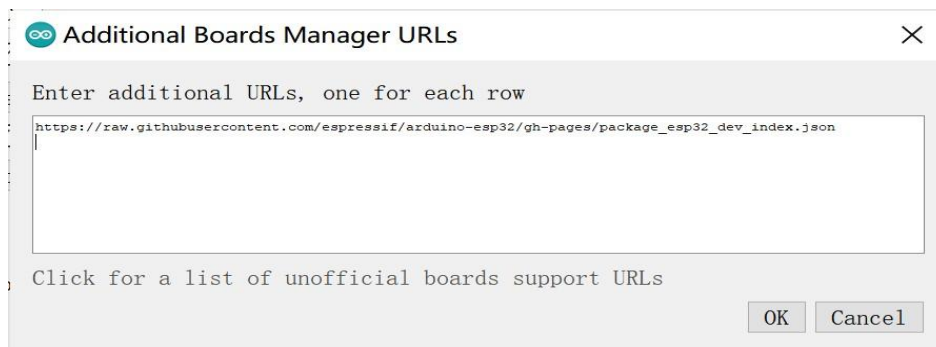 Additional Boards Manager URLs
Enter additional URLs, one for each row
https://raw.githubusercontent.com/espressif/arduino-esp32/gh-pages/package_esp32_dev_index.json
Click for a list of unofficial boards support URLs
OK Cancel